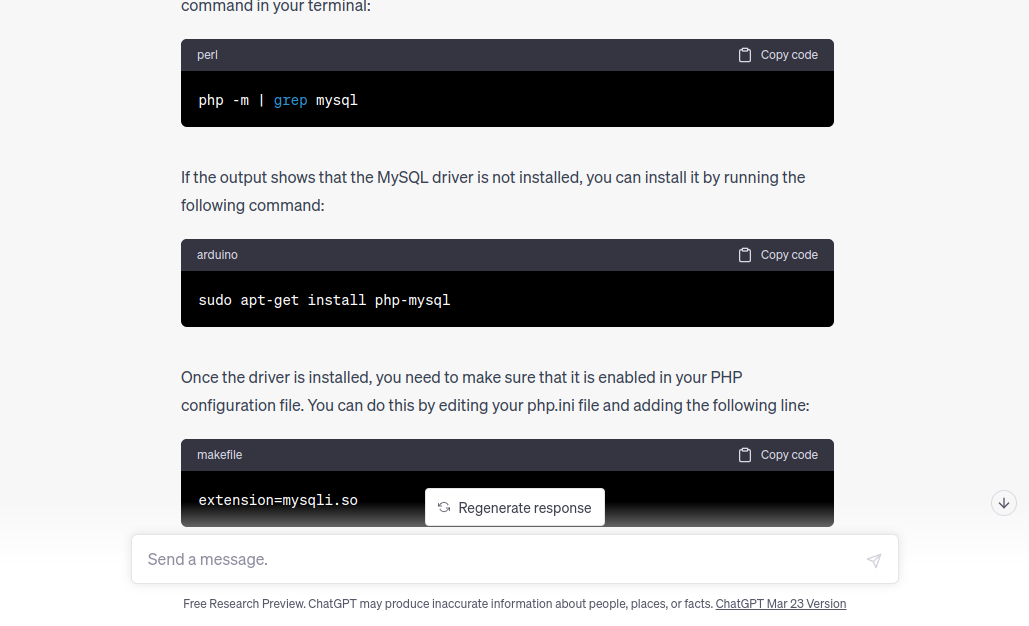 command in your terminal:
perl
Copy code
php -m | grep mysql
If the output shows that the MySQL driver is not installed, you can install it by running the
following command:
arduino
Copy code
sudo apt-get install php-mysql
Once the driver is installed, you need to make sure that it is enabled in your PHP
configuration file. You can do this by editing your php.ini file and adding the following line:
makefile
Copy code
extension=mysqli.so
Regenerate response
Send a message.
Free Research Preview. ChatGPT may produce inaccurate information about people, places, or facts. ChatGPT Mar 23 Version